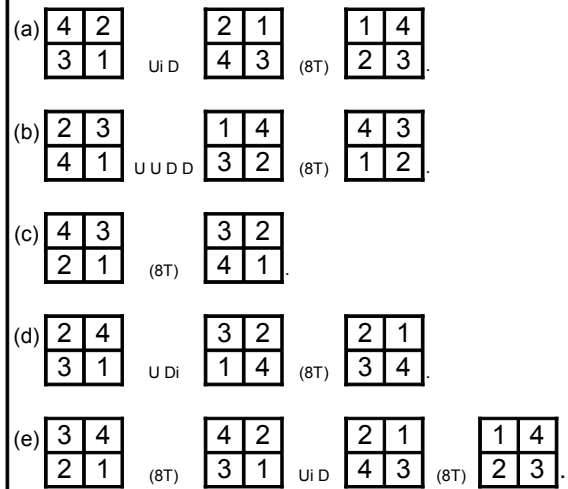 (a) 4 2 2 1 1 4
3 1 Ui D 4 3 (8T) 2 3 .
(b) 2 3 1 4 4 3
4 1 U U D D 3 2 (8T) 1 2 .
(c) 4 3 3 2
2 1 (8T) 4 1 .
(d) 2 4 3 2 2 1
3 1 U Di 1 4 (8T) 3 4 .
(e) 3 4 4 2 2 1 1 4
2 1 (8T) 3 1 Ui D 4 3 (8T) 2 3 .